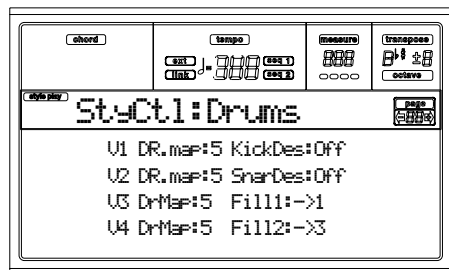 chord tempo measure transpose
ext seq 1
link seq 2
octave
style play
StyCtl:Drums
page
V1 DR.map:5 KickDes:Off
V2 DR.map:5 SnarDes:Off
V3 DrMap:5 Fill1:->1
V4 DrMap:5 Fill2:->3